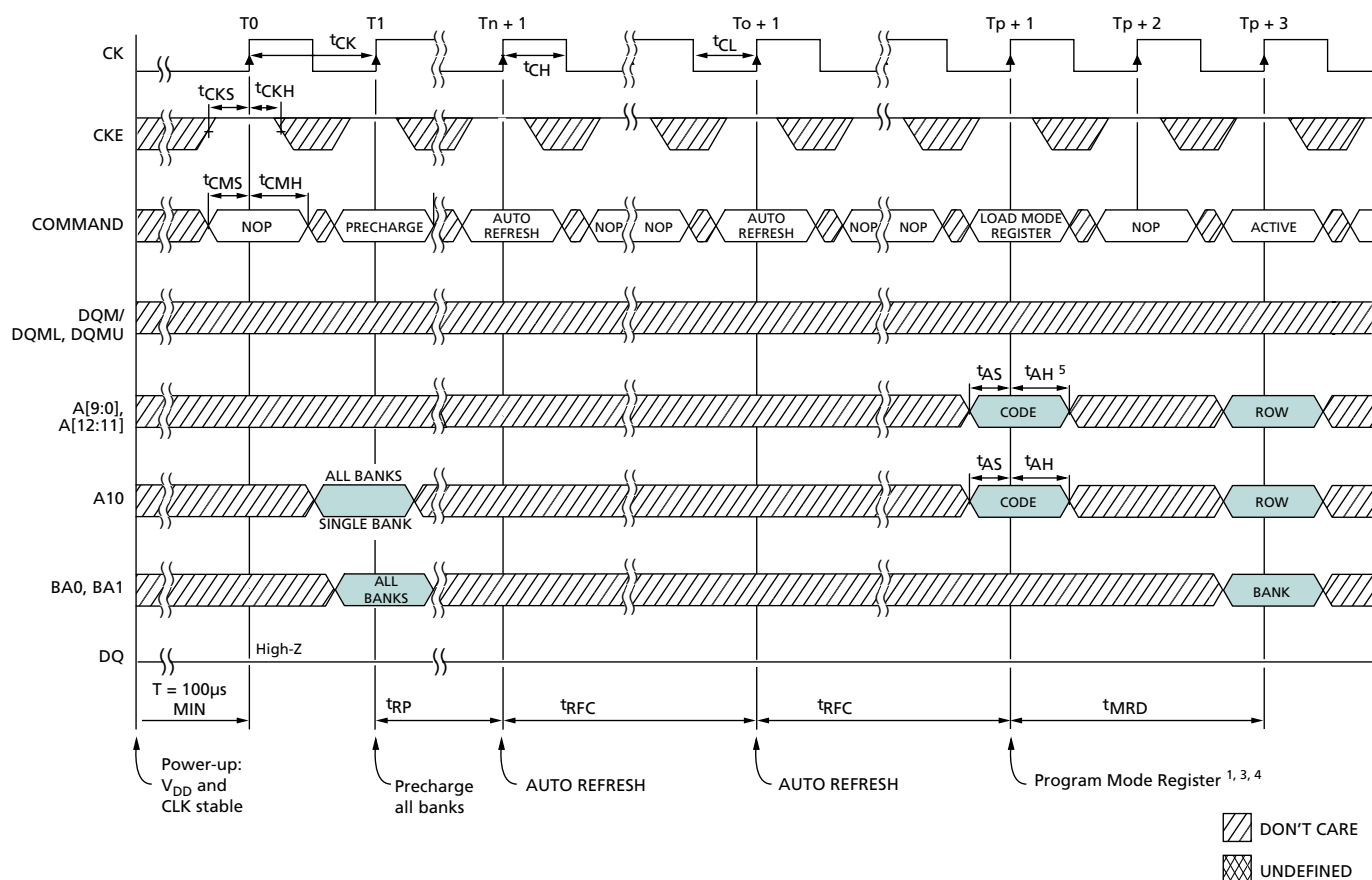 T0 T1 Tn + 1 To + 1 Tp + 1 Tp + 2 Tp + 3
CK tCK tCH tCL
tCKS tCKH
CKE
tCMS tCMH
COMMAND NOP PRECHARGE AUTO REFRESH NOP NOP AUTO REFRESH NOP NOP LOAD MODE REGISTER NOP ACTIVE
DQM/
DQML, DQMU
tAS tAH 5
A[9:0],
A[12:11] CODE ROW
ALL BANKS tAS tAH
A10 CODE ROW
SINGLE BANK
BA0, BA1 ALL BANKS BANK
High-Z
DQ
T = 100µs
MIN tRP tRFC tRFC tMRD
Power-up:
VDD and
CLK stable
Precharge
all banks
AUTO REFRESH
AUTO REFRESH
Program Mode Register 1, 3, 4
DON'T CARE
UNDEFINED